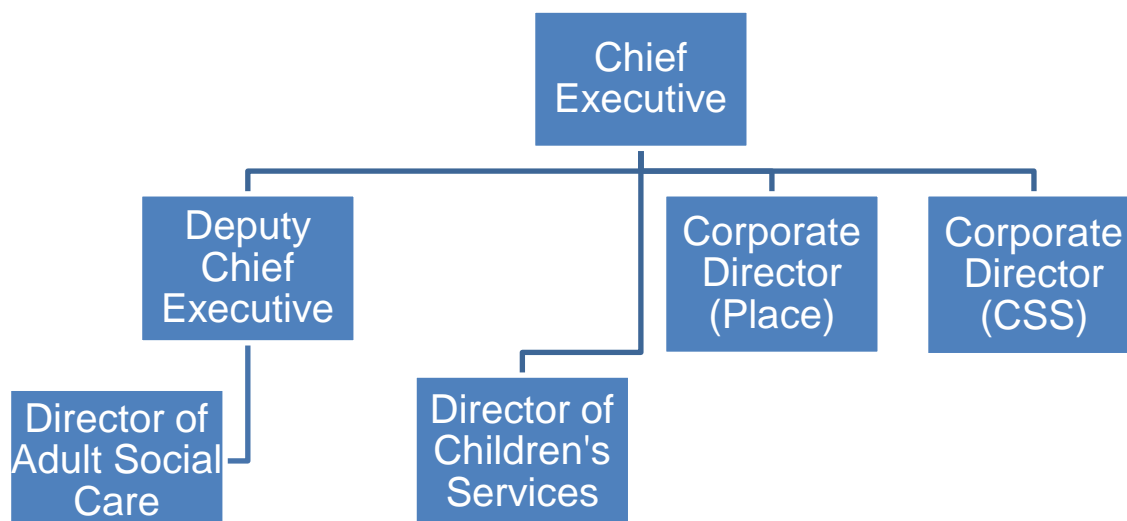 Chief
Executive
Deputy
Chief
Executive
Corporate
Director
(Place)
Corporate
Director
(CSS)
Director of
Adult Social
Care
Director of
Children's
Services